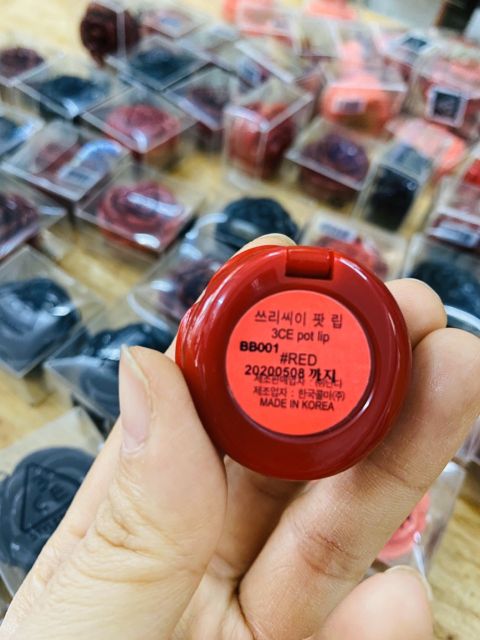 쓰리씨이 팟 립
3CE pot lip
BB001
#RED
20200508 까지
제조판매업자 : ㈜난다
제조업자 : 한국콜마(주)
MADE IN KOREA